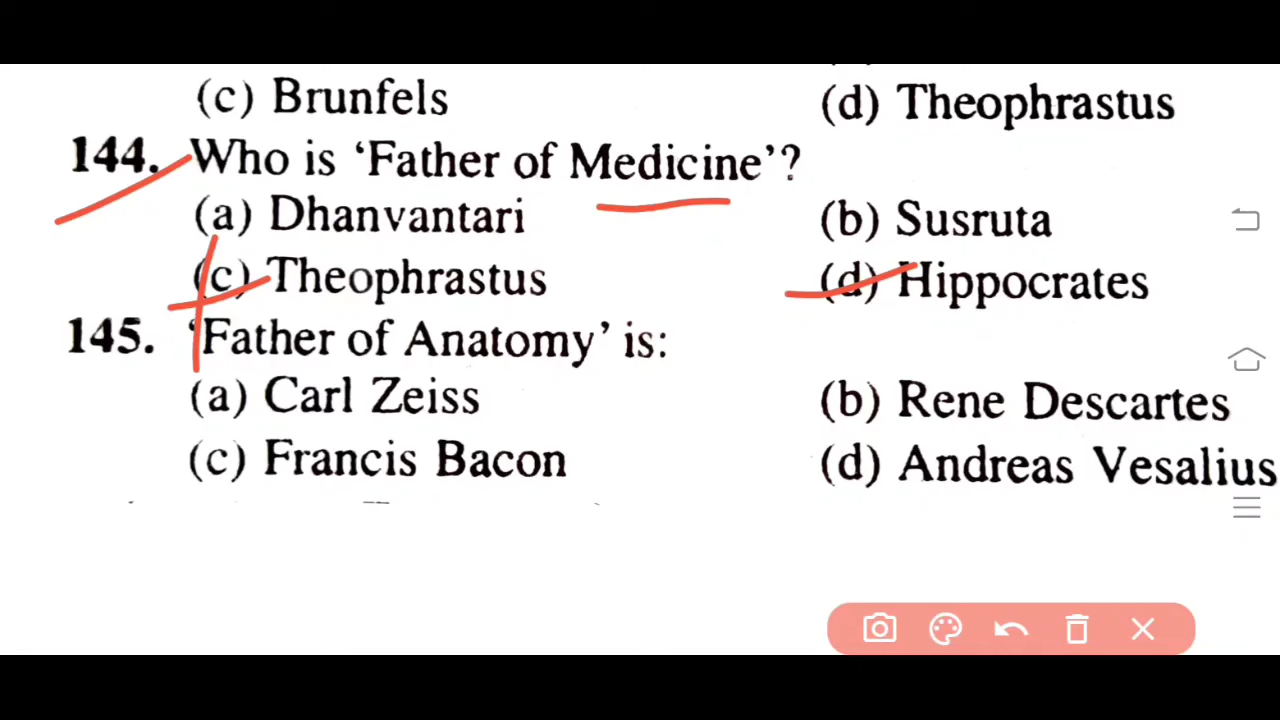 (c) Brunfels (d) Theophrastus
144. Who is ‘Father of Medicine’?
(a) Dhanvantari (b) Susruta
(c) Theophrastus (d) Hippocrates
145. ‘Father of Anatomy’ is:
(a) Carl Zeiss (b) Rene Descartes
(c) Francis Bacon (d) Andreas Vesalius